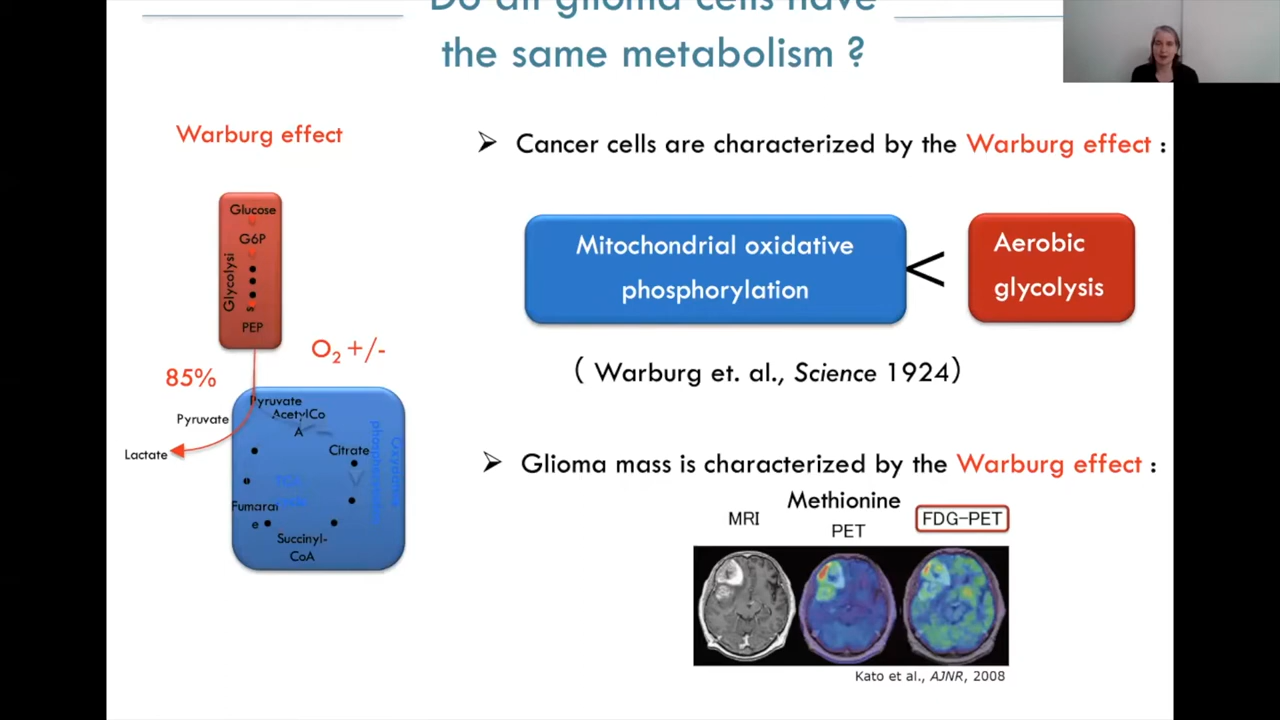 Do all glioma cells have
the same metabolism ?
Warburg effect
Glucose
G6P
Glycolysi
s
PEP
O2 +/-
85%
Pyruvate
Lactate
Pyruvate
AcetylCo
A
Citrate
Fumarat
e
Succinyl-
CoA
➢ Cancer cells are characterized by the Warburg effect :
Mitochondrial oxidative
phosphorylation
<
Aerobic
glycolysis
( Warburg et. al., Science 1924)
➢ Glioma mass is characterized by the Warburg effect :
MRI
Methionine
PET
FDG-PET
Kato et al., AJNR, 2008